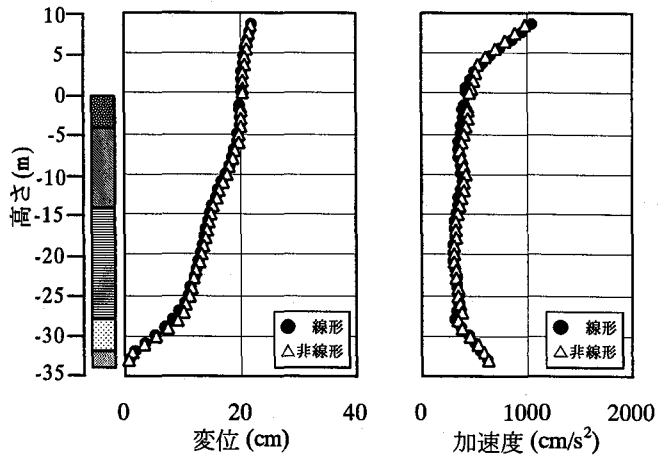 高さ(m)
10
5
0
-5
-10
-15
-20
-25
-30
-35
● 線形
△ 非線形
0 20 40
変位 (cm)
● 線形
△ 非線形
0 1000 2000
加速度 (cm/s²)